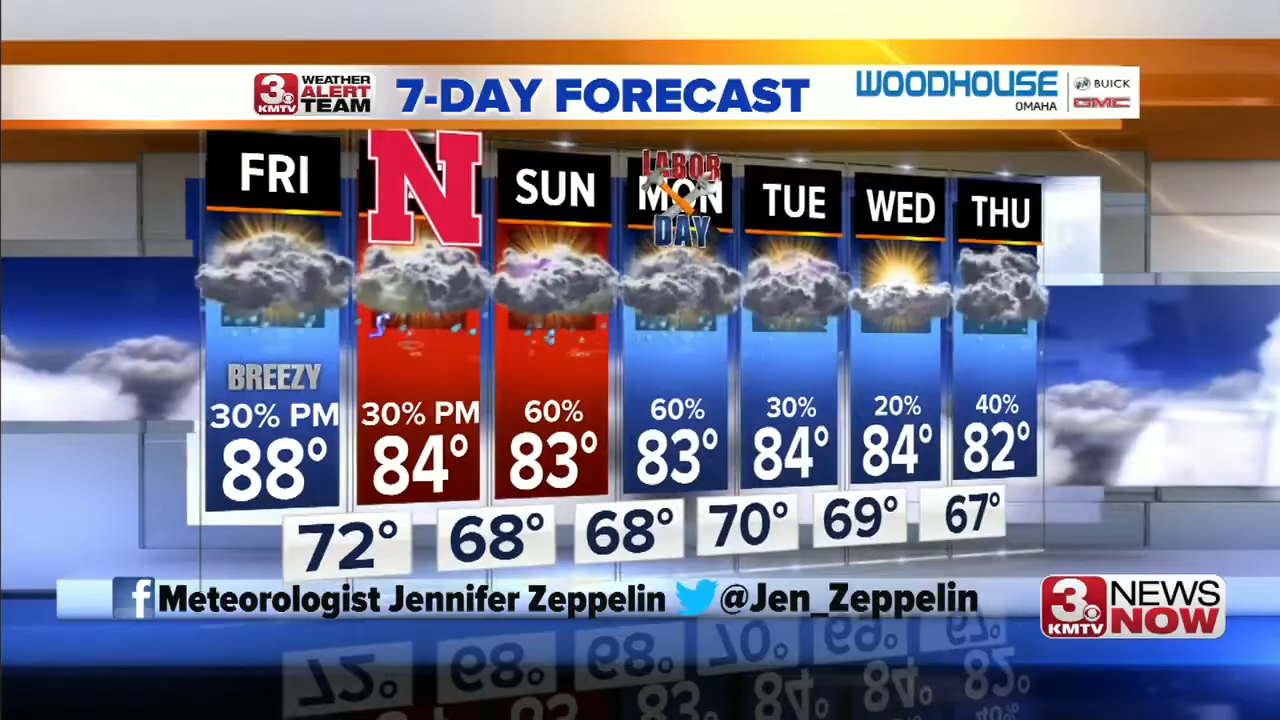 3 KMTV
WEATHER
ALERT
TEAM
7-DAY FORECAST
WOODHOUSE
OMAHA
BUICK
GMC
FRI
N
SUN
LABOR
MON
DAY
TUE
WED
THU
BREEZY
30% PM
30% PM
60%
60%
30%
20%
40%
88°
84°
83°
83°
84°
84°
82°
72°
68°
68°
70°
69°
67°
f Meteorologist Jennifer Zeppelin @Jen_Zeppelin
3 KMTV
NEWS
NOW